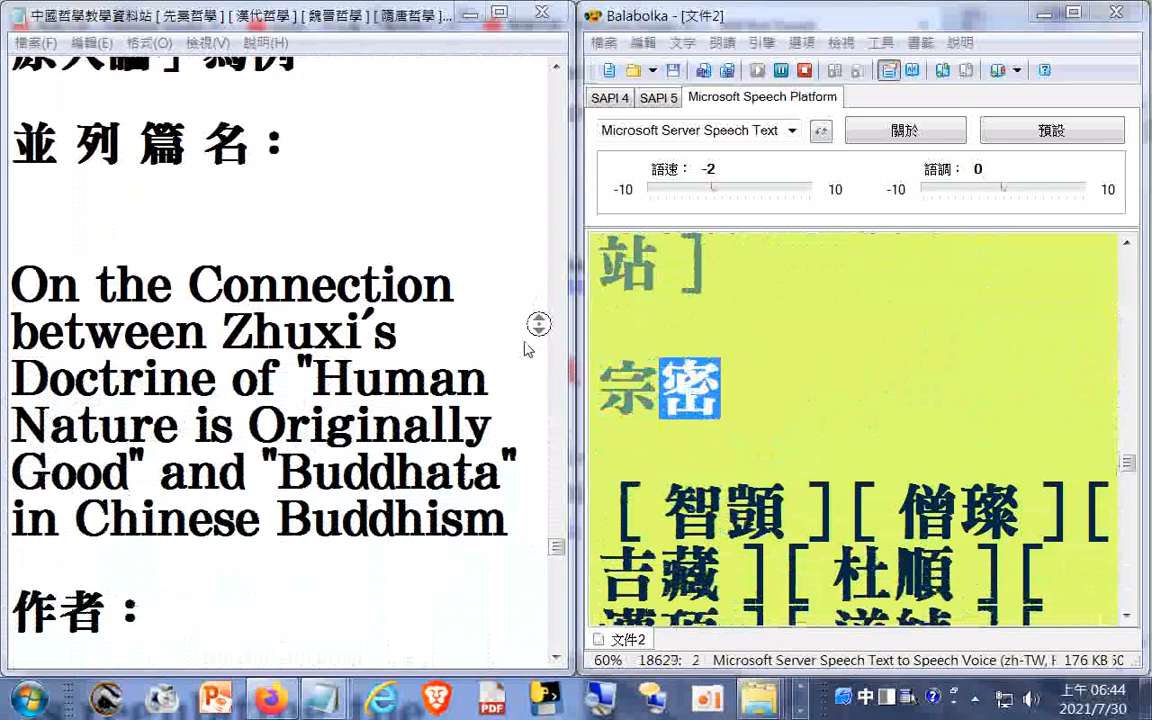 中國哲學教學資料站 [ 先秦哲學 ] [ 漢代哲學 ] [ 魏晉哲學 ] [ 隋唐哲學 ]...
檔案(F) 編輯(E) 格式(O) 檢視(V) 說明(H)
原人論」為例
並 列 篇 名：
On the Connection
between Zhuxi's
Doctrine of "Human
Nature is Originally
Good" and "Buddhata"
in Chinese Buddhism
作者：
Balabolka - [文件2]
檔案 編輯 文字 朗讀 引擎 選項 檢視 工具 書籤 說明
SAPI 4 SAPI 5 Microsoft Speech Platform
Microsoft Server Speech Text 關於 預設
語速： -2 語調： 0
-10 10 -10 10
站 ]
宗密
[ 智顗 ][ 僧璨 ][
吉藏 ][ 杜順 ][
文件2
60% 18629: 2 Microsoft Server Speech Text to Speech Voice (zh-TW, 176 KB
中
上午 06:44
2021/7/30